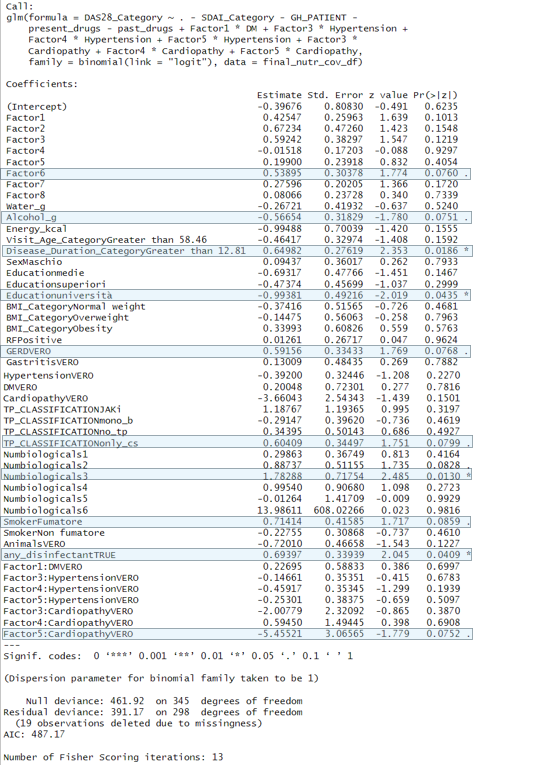 Call:
glm(formula = DAS28_Category ~ . - SDAI_Category - GH_PATIENT -
    present_drugs - past_drugs + Factor1 * DM + Factor3 * Hypertension +
    Factor4 * Hypertension + Factor5 * Hypertension + Factor3 *
    Cardiopathy + Factor4 * Cardiopathy + Factor5 * Cardiopathy,
    family = binomial(link = "logit"), data = final_nutr_cov_df)
Coefficients:
Estimate Std. Error z value Pr(>|z|)
(Intercept) -0.39676 0.80830 -0.491 0.6235
Factor1 0.42547 0.25963 1.639 0.1013
Factor2 0.67234 0.47260 1.423 0.1548
Factor3 0.59242 0.38297 1.547 0.1219
Factor4 -0.01518 0.17203 -0.088 0.9297
Factor5 0.19900 0.23918 0.832 0.4054
Factor6 0.53895 0.30378 1.774 0.0760 .
Factor7 0.27596 0.20205 1.366 0.1720
Factor8 0.08066 0.23728 0.340 0.7339
Water_g -0.26721 0.41932 -0.637 0.5240
Alcohol_g -0.56654 0.31829 -1.780 0.0751 .
Energy_kcal -0.99488 0.70039 -1.420 0.1555
Visit_Age_CategoryGreater than 58.46 -0.46417 0.32974 -1.408 0.1592
Disease_Duration_CategoryGreater than 12.81 0.64982 0.27619 2.353 0.0186 *
SexMaschio 0.09437 0.36017 0.262 0.7933
Educationmedie -0.69317 0.47766 -1.451 0.1467
Educationsuperiori -0.47374 0.45699 -1.037 0.2999
Educationuniversità -0.99381 0.49216 -2.019 0.0435 *
BMI_CategoryNormal weight -0.37416 0.51565 -0.726 0.4681
BMI_CategoryOverweight -0.14475 0.56063 -0.258 0.7963
BMI_CategoryObesity 0.33993 0.60826 0.559 0.5763
RFPositive 0.01261 0.26717 0.047 0.9624
GERDVERO 0.59156 0.33433 1.769 0.0768 .
GastritisVERO 0.13009 0.48435 0.269 0.7882
HypertensionVERO -0.39200 0.32446 -1.208 0.2270
DMVERO 0.20048 0.72301 0.277 0.7816
CardiopathyVERO -3.66043 2.54343 -1.439 0.1501
TP_CLASSIFICATIONJAKi 1.18767 1.19365 0.995 0.3197
TP_CLASSIFICATIONmono_b -0.29147 0.39620 -0.736 0.4619
TP_CLASSIFICATIONno_tp 0.34395 0.50143 0.686 0.4927
TP_CLASSIFICATIONonly_cs 0.60409 0.34497 1.751 0.0799 .
Numbiologicals1 0.29863 0.36749 0.813 0.4164
Numbiologicals2 0.88737 0.51155 1.735 0.0828 .
Numbiologicals3 1.78288 0.71754 2.485 0.0130 *
Numbiologicals4 0.99540 0.90680 1.098 0.2723
Numbiologicals5 -0.01264 1.41709 -0.009 0.9929
Numbiologicals6 13.98611 608.02266 0.023 0.9816
SmokerFumatore 0.71414 0.41585 1.717 0.0859 .
SmokerNon fumatore -0.22755 0.30868 -0.737 0.4610
AnimalsVERO -0.72010 0.46658 -1.543 0.1227
any_disinfectantTRUE 0.69397 0.33939 2.045 0.0409 *
Factor1:DMVERO 0.22695 0.58833 0.386 0.6997
Factor3:HypertensionVERO -0.14661 0.35351 -0.415 0.6783
Factor4:HypertensionVERO -0.45917 0.35345 -1.299 0.1939
Factor5:HypertensionVERO -0.25301 0.38375 -0.659 0.5097
Factor3:CardiopathyVERO -2.00779 2.32092 -0.865 0.3870
Factor4:CardiopathyVERO 0.59450 1.49445 0.398 0.6908
Factor5:CardiopathyVERO -5.45521 3.06565 -1.779 0.0752 .
---
Signif. codes:  0 ‘***’ 0.001 ‘**’ 0.01 ‘*’ 0.05 ‘.’ 0.1 ‘ ’ 1
(Dispersion parameter for binomial family taken to be 1)
Null deviance: 461.92  on 345  degrees of freedom
Residual deviance: 391.17  on 298  degrees of freedom
(19 observations deleted due to missingness)
AIC: 487.17
Number of Fisher Scoring iterations: 13